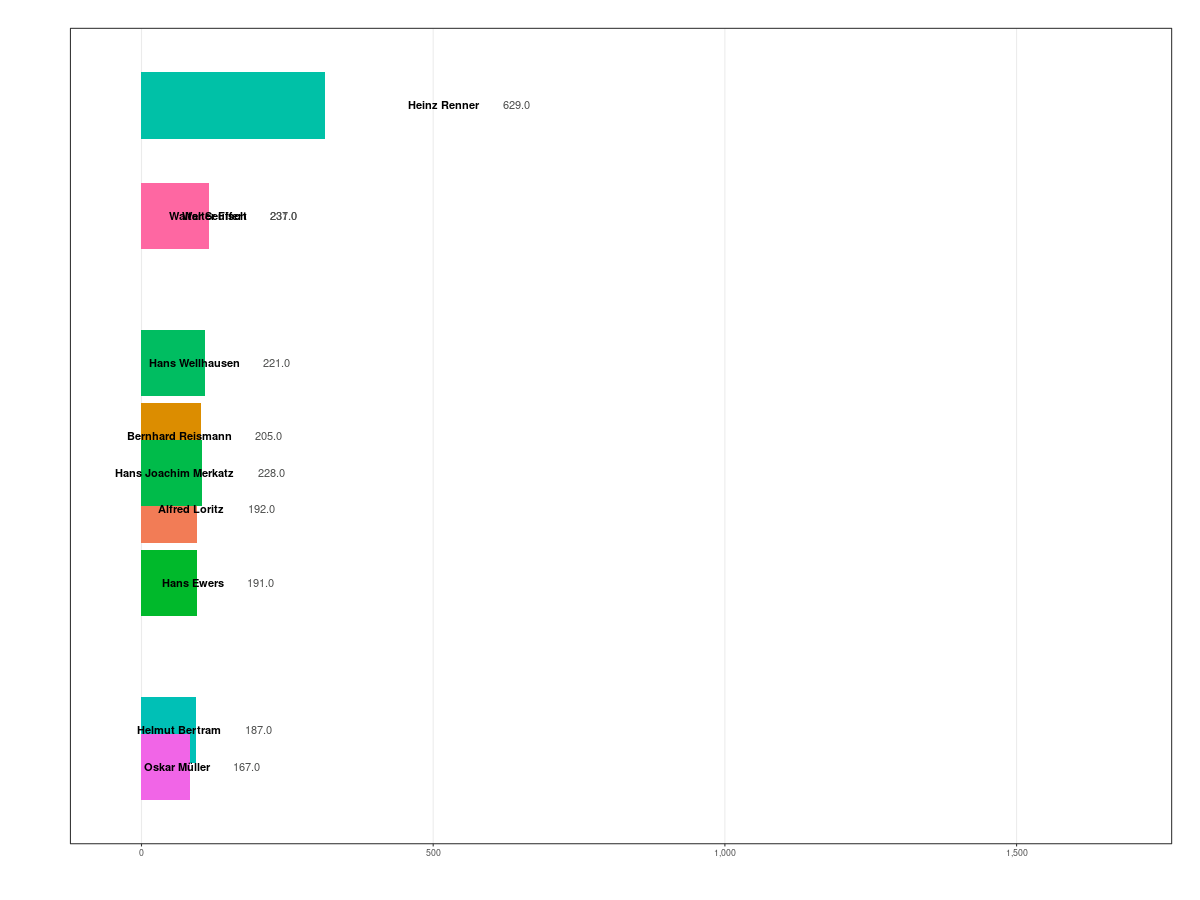 Heinz Renner 629.0
Hans Wellhausen 221.0
Bernhard Reismann 205.0
Hans Joachim Merkatz 228.0
Alfred Loritz 192.0
Hans Ewers 191.0
Helmut Bertram 187.0
Oskar Müller 167.0
0 500 1,000 1,500